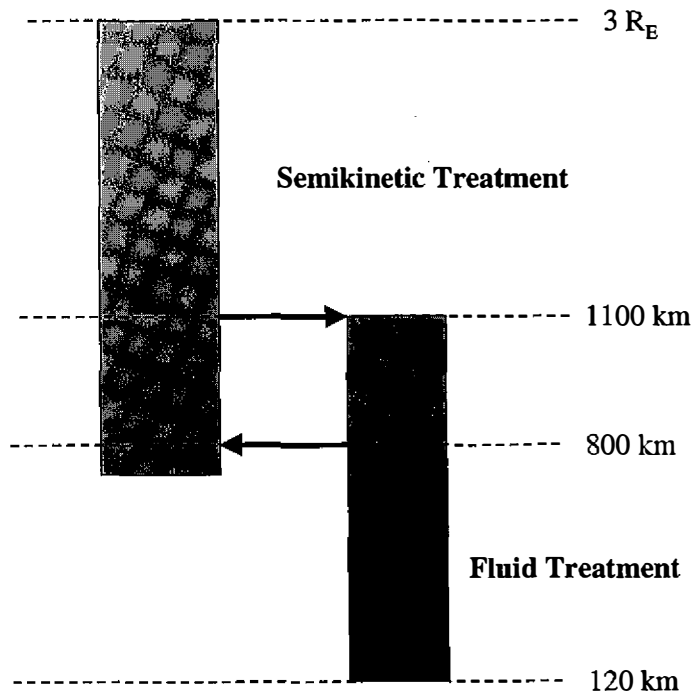 3 R_E
Semikinetic Treatment
1100 km
800 km
Fluid Treatment
120 km